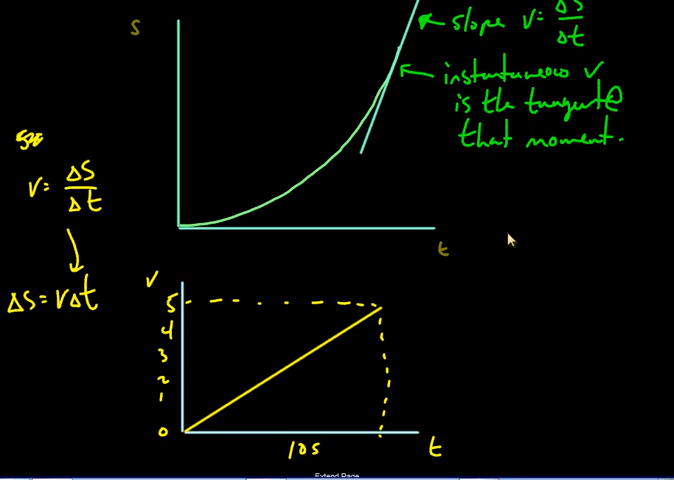 S
slope v = ΔS/Δt
instantaneous v
is the tangent @
that moment.
v = ΔS/Δt
ΔS = vΔt
t
v
5
4
3
2
1
0
10s
t
Extend Page